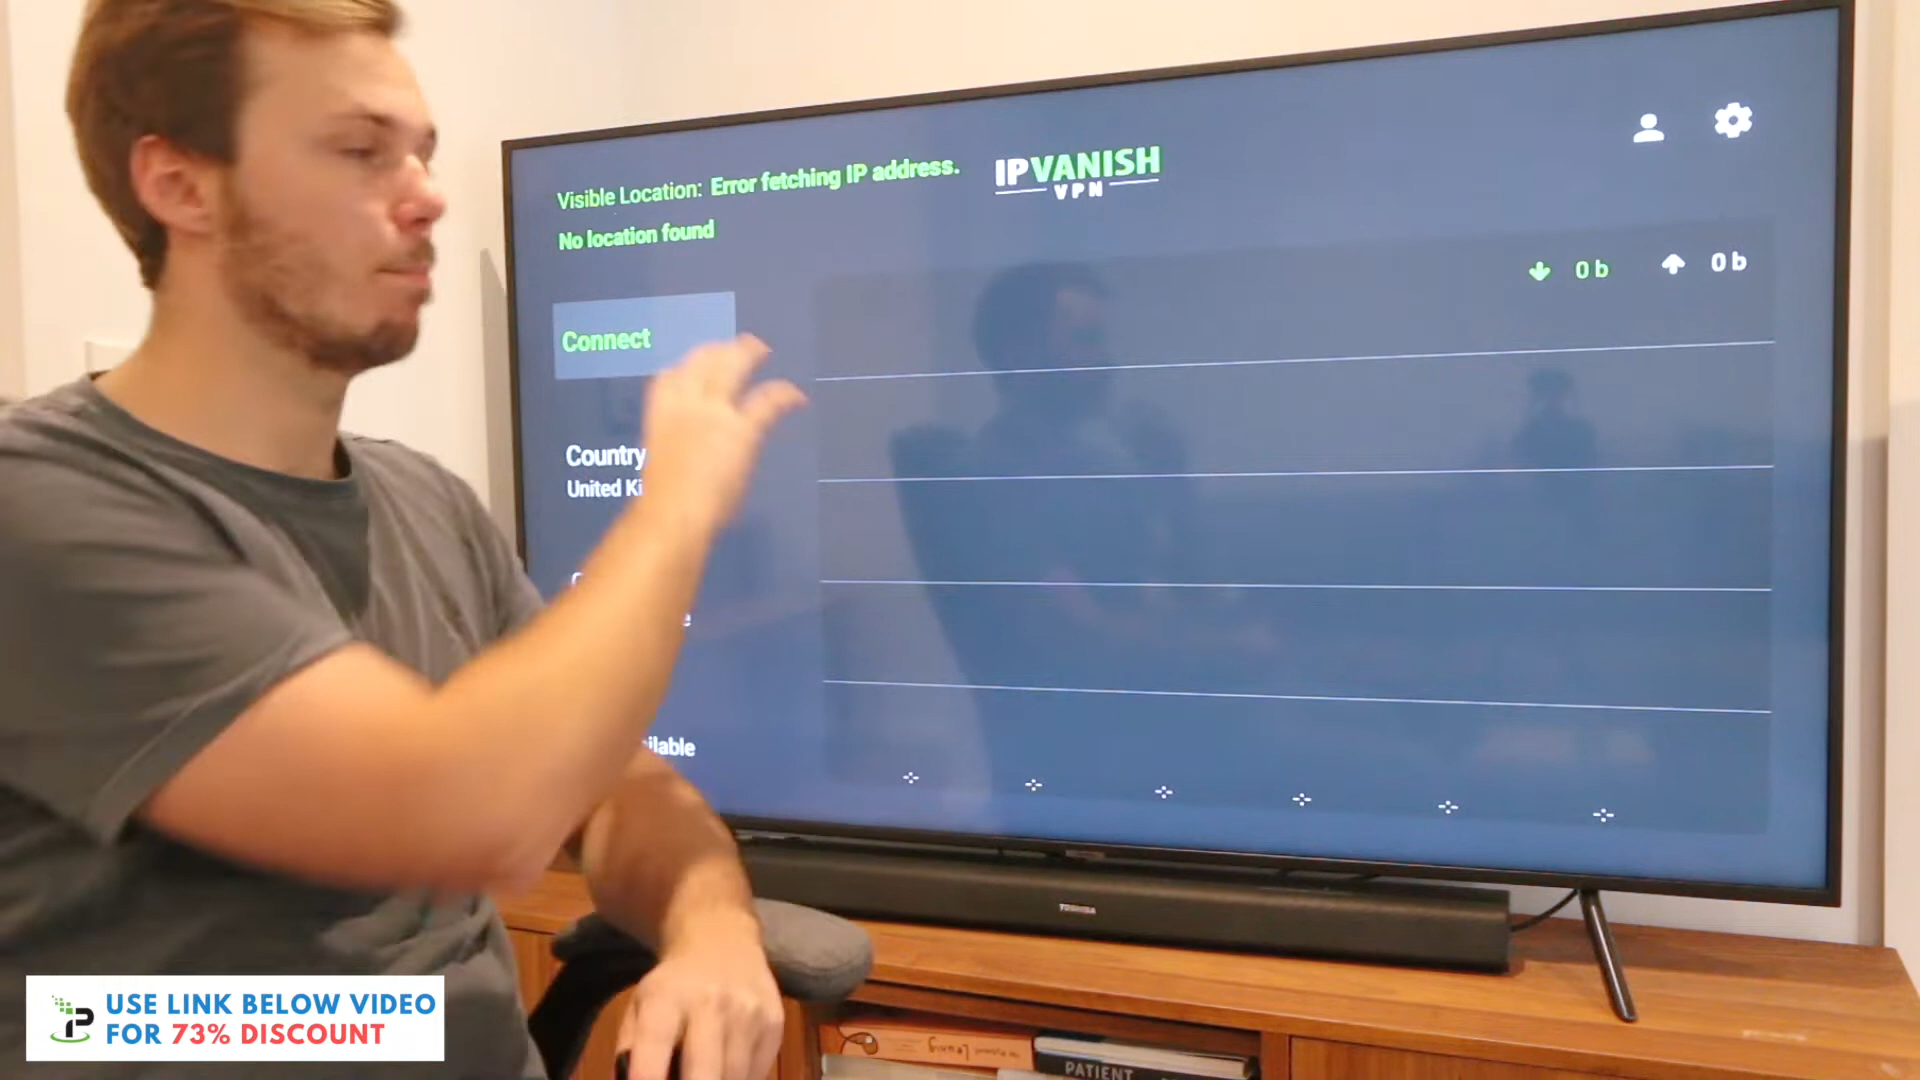 Visible Location: Error fetching IP address.
No location found
IPVANISH
VPN
0 b
0 b
Connect
Country
United Ki
ilable
TOSHIBA
USE LINK BELOW VIDEO
FOR 73% DISCOUNT
PATIENT